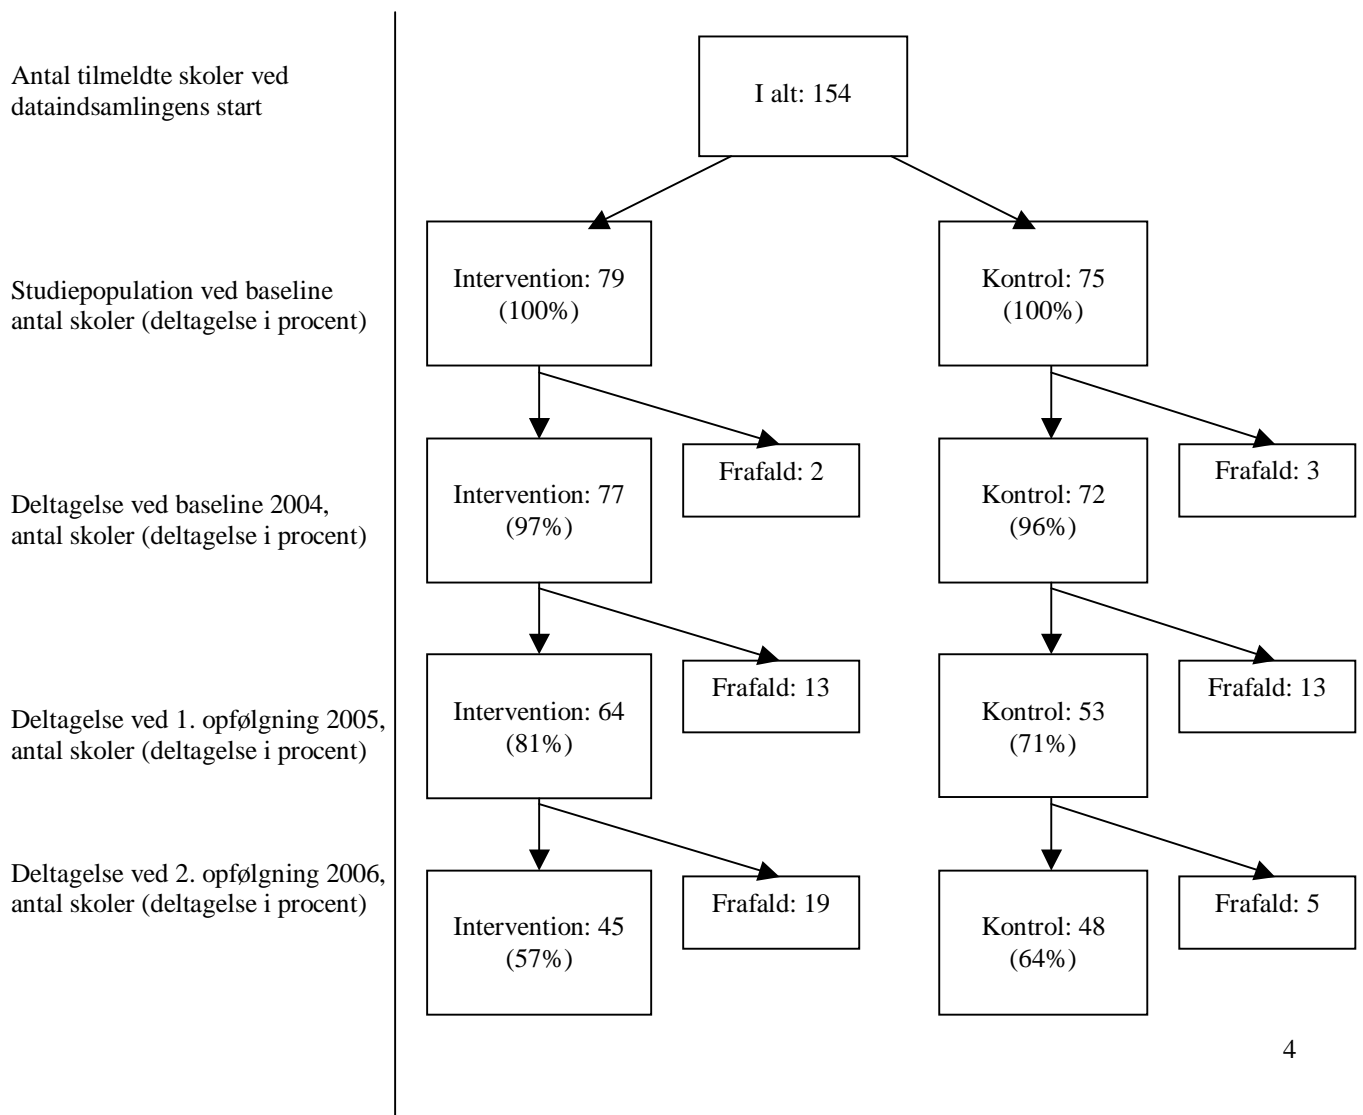 Antal tilmeldte skoler ved
dataindsamlingens start
I alt: 154
Studiepopulation ved baseline
antal skoler (deltagelse i procent)
Intervention: 79
(100%)
Kontrol: 75
(100%)
Deltagelse ved baseline 2004,
antal skoler (deltagelse i procent)
Intervention: 77
(97%)
Frafald: 2
Kontrol: 72
(96%)
Frafald: 3
Deltagelse ved 1. opfølgning 2005,
antal skoler (deltagelse i procent)
Intervention: 64
(81%)
Frafald: 13
Kontrol: 53
(71%)
Frafald: 13
Deltagelse ved 2. opfølgning 2006,
antal skoler (deltagelse i procent)
Intervention: 45
(57%)
Frafald: 19
Kontrol: 48
(64%)
Frafald: 5
4